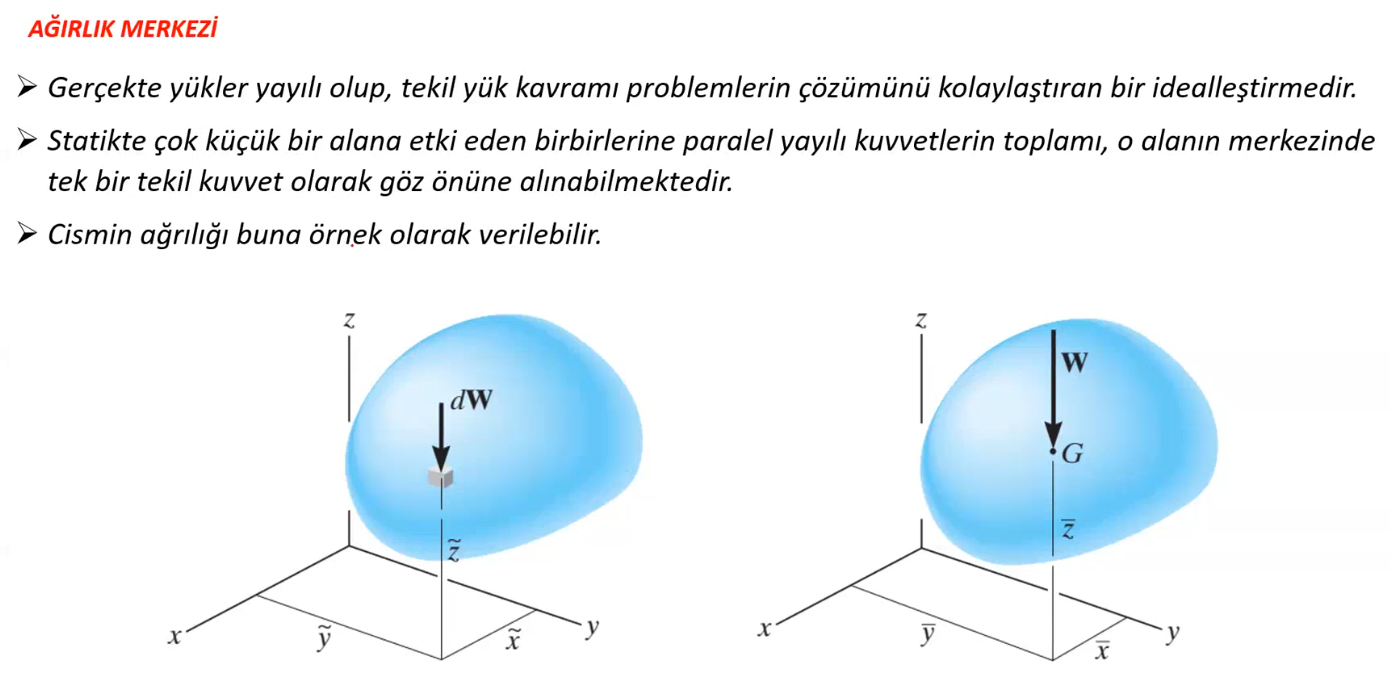 AĞIRLIK MERKEZİ
➢ Gerçekte yükler yayılı olup, tekil yük kavramı problemlerin çözümünü kolaylaştıran bir idealleştirmedir.
➢ Statikte çok küçük bir alana etki eden birbirlerine paralel yayılı kuvvetlerin toplamı, o alanın merkezinde
tek bir tekil kuvvet olarak göz önüne alınabilmektedir.
➢ Cismin ağrılığı buna örnek olarak verilebilir.
z
dW
z̃
x
ỹ
x̃
y
z
W
G
z̅
x
y̅
x̅
y